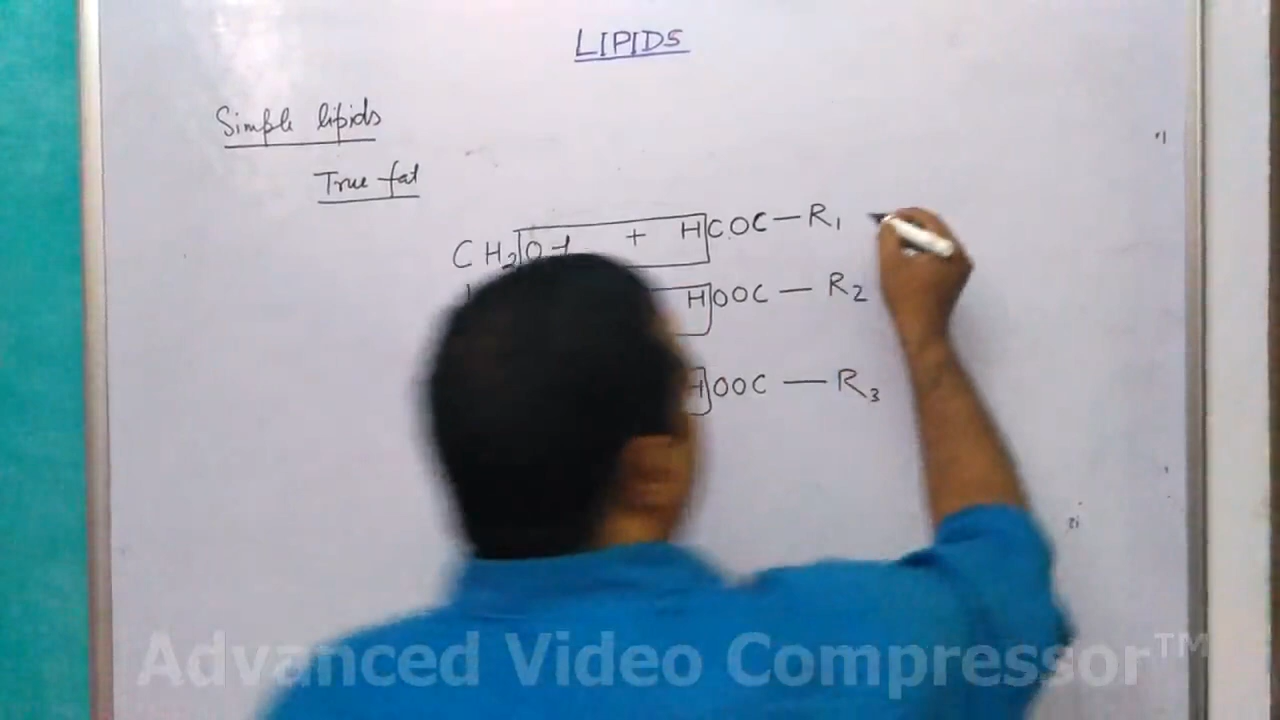 LIPIDS
Simple lipids
True fat
CH₂O + HCOC—R₁
HOOC — R₂
HOOC — R₃
Advanced Video Compressor™